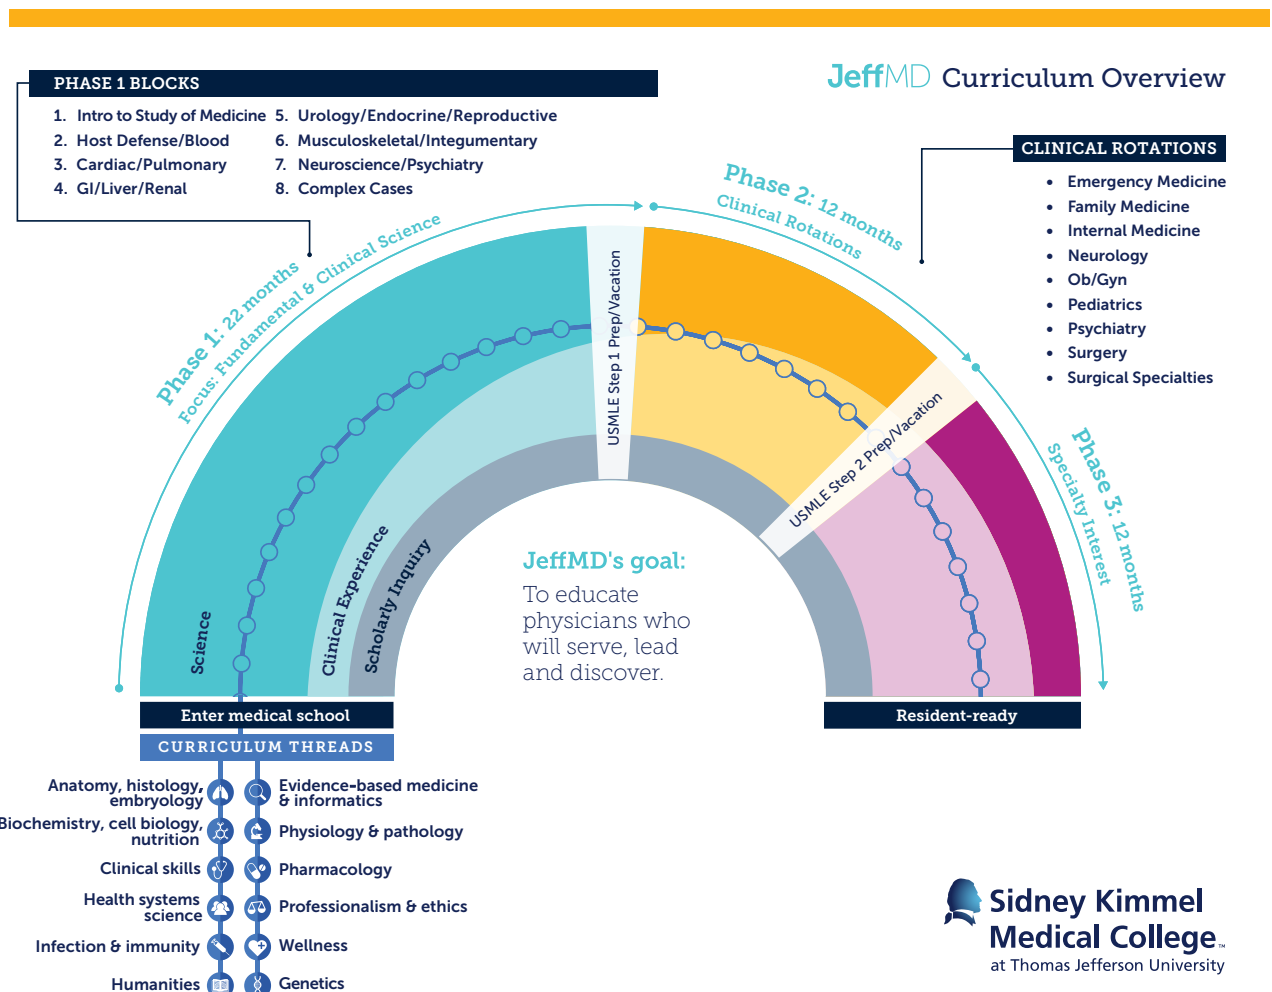 JeffMD Curriculum Overview
PHASE 1 BLOCKS
1. Intro to Study of Medicine
2. Host Defense/Blood
3. Cardiac/Pulmonary
4. GI/Liver/Renal
5. Urology/Endocrine/Reproductive
6. Musculoskeletal/Integumentary
7. Neuroscience/Psychiatry
8. Complex Cases
CLINICAL ROTATIONS
• Emergency Medicine
• Family Medicine
• Internal Medicine
• Neurology
• Ob/Gyn
• Pediatrics
• Psychiatry
• Surgery
• Surgical Specialties
Phase 1: 22 months
Focus: Fundamental & Clinical Science
Phase 2: 12 months
Clinical Rotations
Phase 3: 12 months
Specialty Interest
USMLE Step 1 Prep/Vacation
USMLE Step 2 Prep/Vacation
Science
Clinical Experience
Scholarly Inquiry
JeffMD's goal:
To educate
physicians who
will serve, lead
and discover.
Enter medical school
Resident-ready
CURRICULUM THREADS
Anatomy, histology,
embryology
Biochemistry, cell biology,
nutrition
Clinical skills
Health systems
science
Infection & immunity
Humanities
Evidence-based medicine
& informatics
Physiology & pathology
Pharmacology
Professionalism & ethics
Wellness
Genetics
Sidney Kimmel
Medical College™
at Thomas Jefferson University